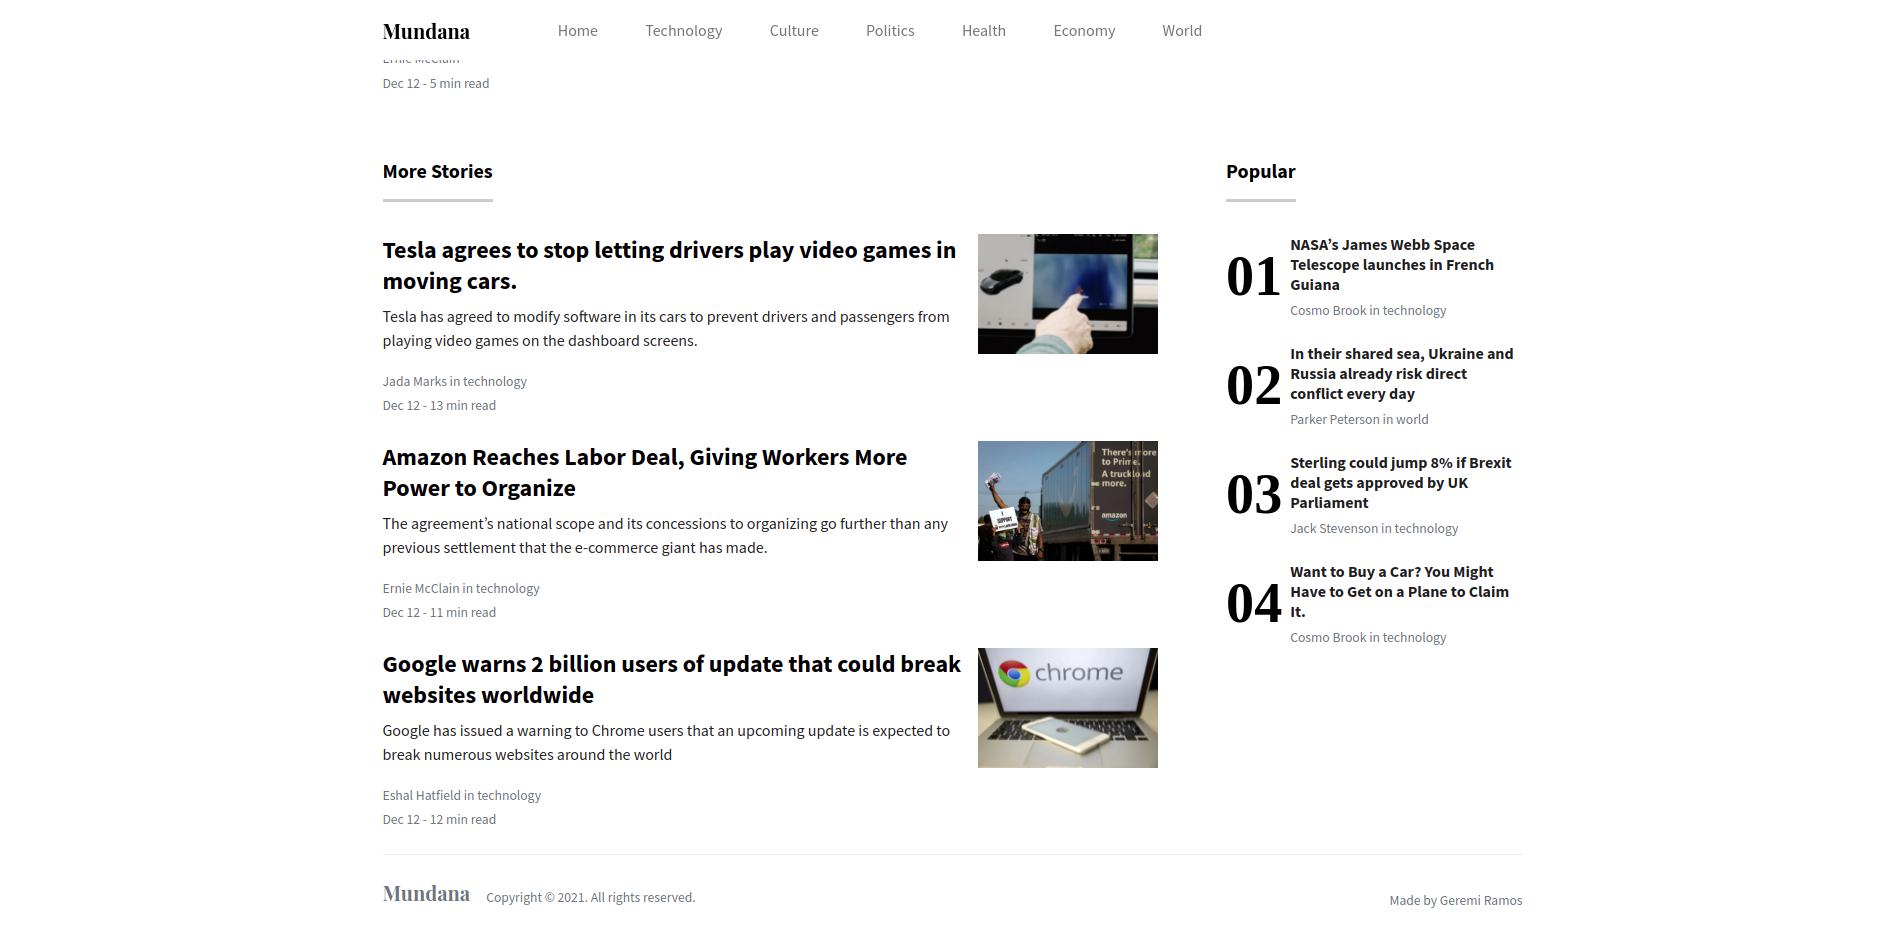 Mundana
Home
Technology
Culture
Politics
Health
Economy
World
Ernie McClain
Dec 12 - 5 min read
More Stories
Tesla agrees to stop letting drivers play video games in
moving cars.
Tesla has agreed to modify software in its cars to prevent drivers and passengers from
playing video games on the dashboard screens.
Jada Marks in technology
Dec 12 - 13 min read
Amazon Reaches Labor Deal, Giving Workers More
Power to Organize
The agreement’s national scope and its concessions to organizing go further than any
previous settlement that the e-commerce giant has made.
Ernie McClain in technology
Dec 12 - 11 min read
There's more
to Prime.
A truckload
more.
amazon
I
SUPPORT
Google warns 2 billion users of update that could break
websites worldwide
Google has issued a warning to Chrome users that an upcoming update is expected to
break numerous websites around the world
Eshal Hatfield in technology
Dec 12 - 12 min read
chrome
Popular
01
NASA’s James Webb Space
Telescope launches in French
Guiana
Cosmo Brook in technology
02
In their shared sea, Ukraine and
Russia already risk direct
conflict every day
Parker Peterson in world
03
Sterling could jump 8% if Brexit
deal gets approved by UK
Parliament
Jack Stevenson in technology
04
Want to Buy a Car? You Might
Have to Get on a Plane to Claim
It.
Cosmo Brook in technology
Mundana
Copyright © 2021. All rights reserved.
Made by Geremi Ramos